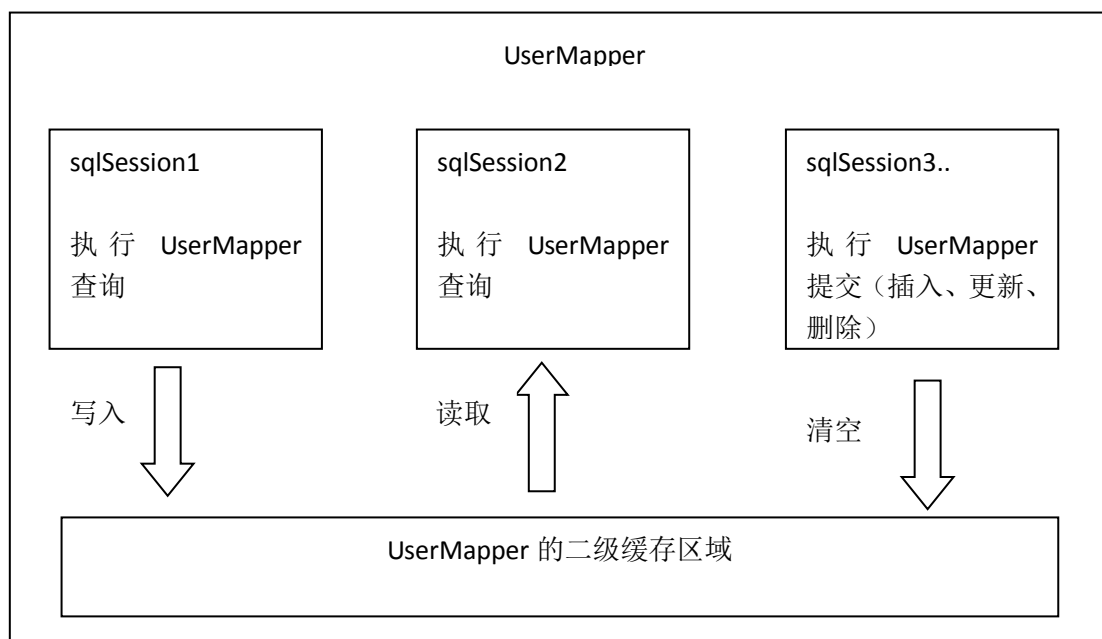 UserMapper
sqlSession1
执行 UserMapper
查询
sqlSession2
执行 UserMapper
查询
sqlSession3..
执行 UserMapper
提交（插入、更新、
删除）
写入
读取
清空
UserMapper 的二级缓存区域